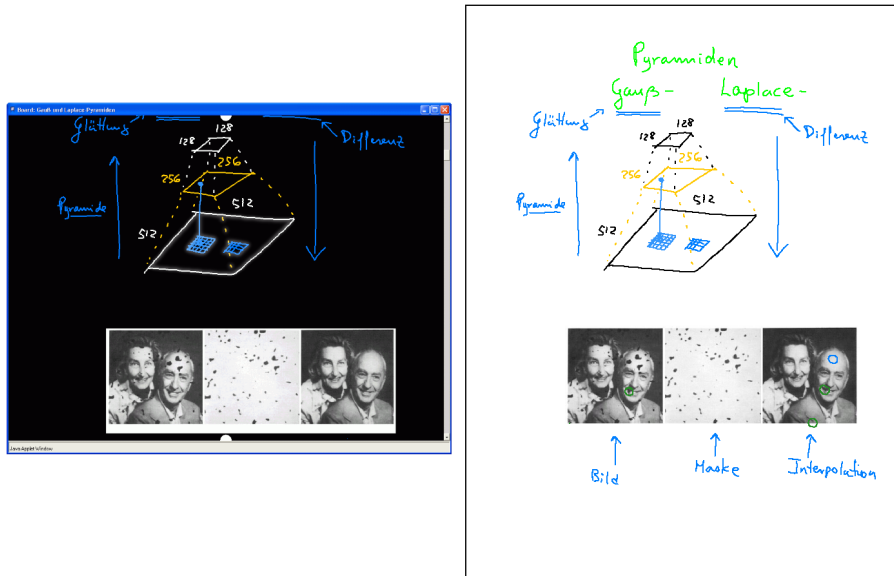 Board: Gauß und Laplace Pyramiden
Glättung
Differenz
128
128
256
256
Pyramide
512
512
Java Applet Window
Pyramiden
Gauß- Laplace-
Glättung
Differenz
128
128
256
256
Pyramide
512
512
Bild Maske Interpolation